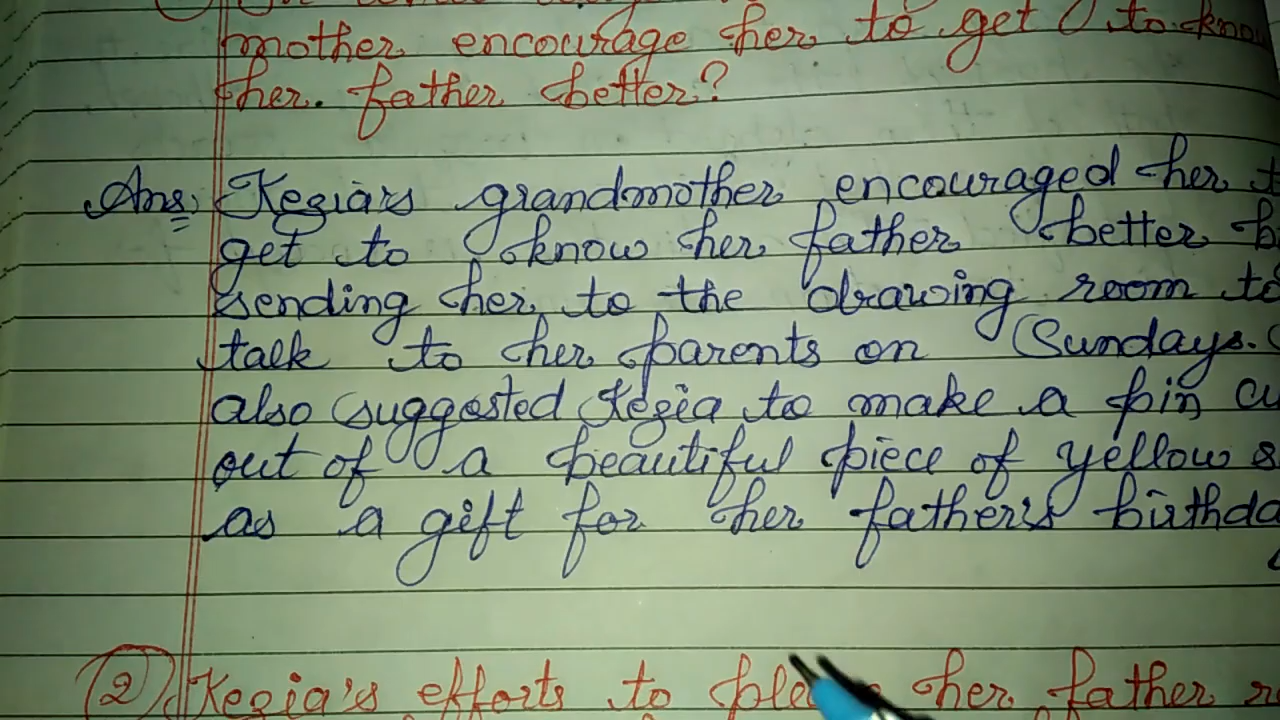 mother encourage her to get to know
her father better?
Ans: Kezia's grandmother encouraged her
get to know her father better
sending her to the drawing room to
talk to her parents on Sundays.
also suggested Kezia to make a pin
out of a beautiful piece of yellow
as a gift for her father's birthda
2. Kezia's efforts to her father